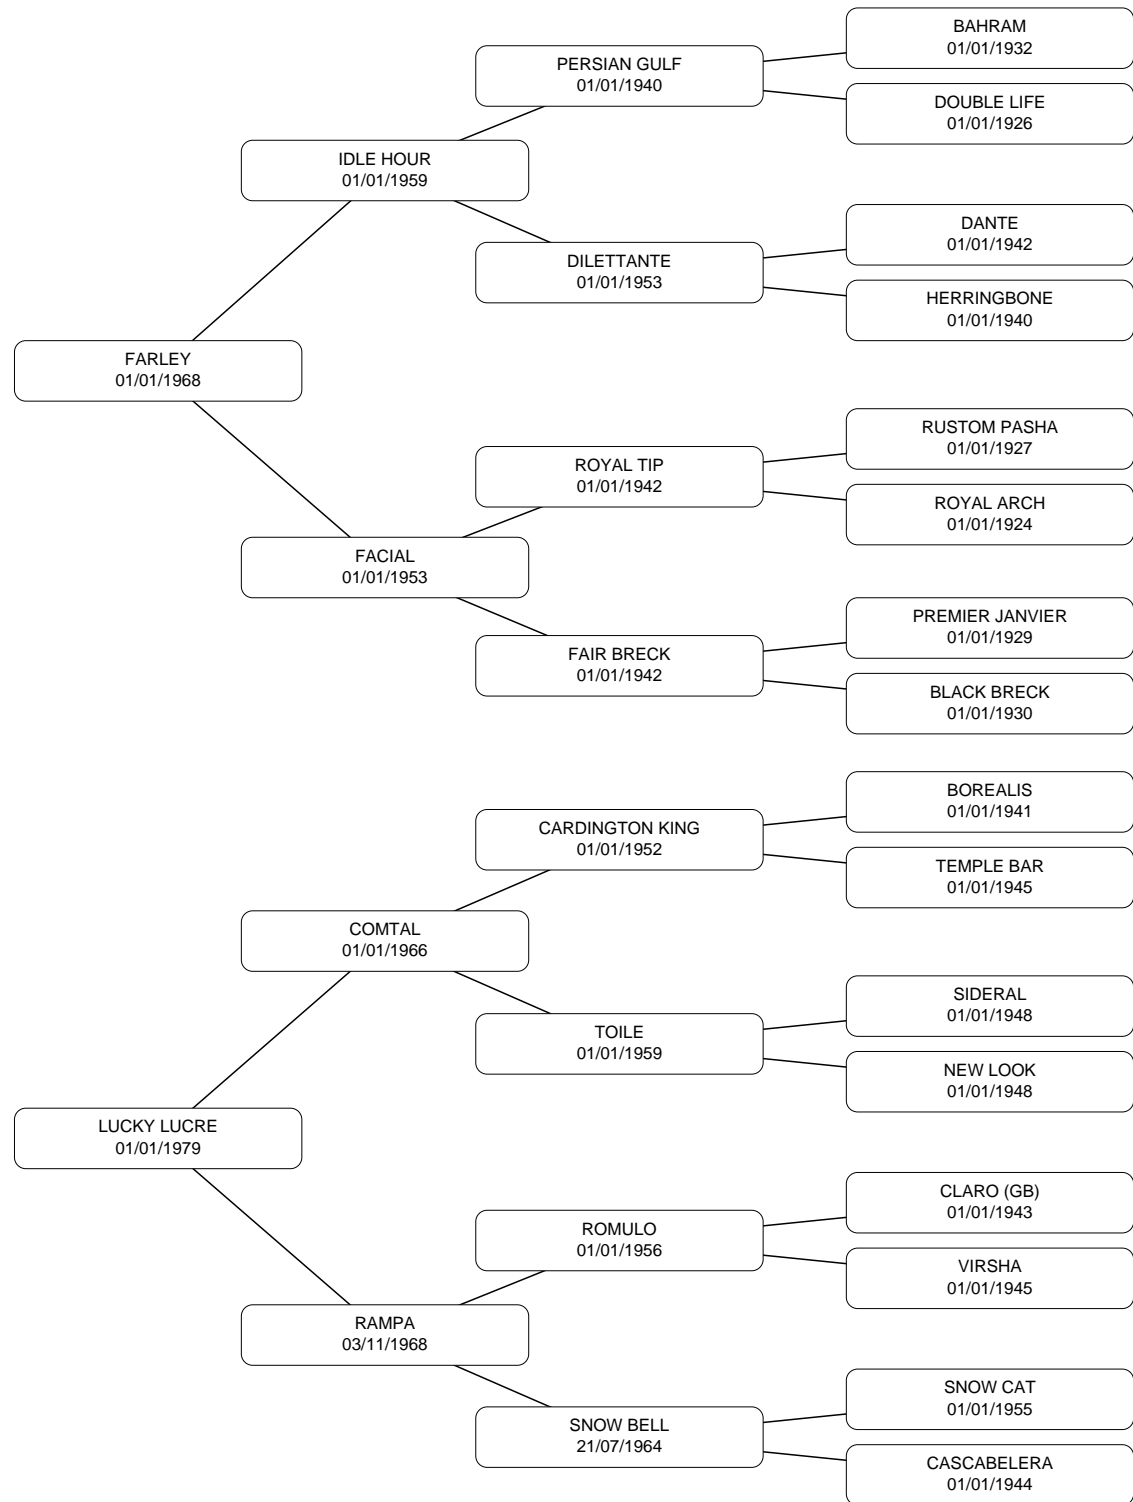 BAHRAM
01/01/1932
PERSIAN GULF
01/01/1940
DOUBLE LIFE
01/01/1926
IDLE HOUR
01/01/1959
DANTE
01/01/1942
DILETTANTE
01/01/1953
HERRINGBONE
01/01/1940
FARLEY
01/01/1968
RUSTOM PASHA
01/01/1927
ROYAL TIP
01/01/1942
ROYAL ARCH
01/01/1924
FACIAL
01/01/1953
PREMIER JANVIER
01/01/1929
FAIR BRECK
01/01/1942
BLACK BRECK
01/01/1930
BOREALIS
01/01/1941
CARDINGTON KING
01/01/1952
TEMPLE BAR
01/01/1945
COMTAL
01/01/1966
SIDERAL
01/01/1948
TOILE
01/01/1959
NEW LOOK
01/01/1948
LUCKY LUCRE
01/01/1979
CLARO (GB)
01/01/1943
ROMULO
01/01/1956
VIRSHA
01/01/1945
RAMPA
03/11/1968
SNOW CAT
01/01/1955
SNOW BELL
21/07/1964
CASCABELERA
01/01/1944